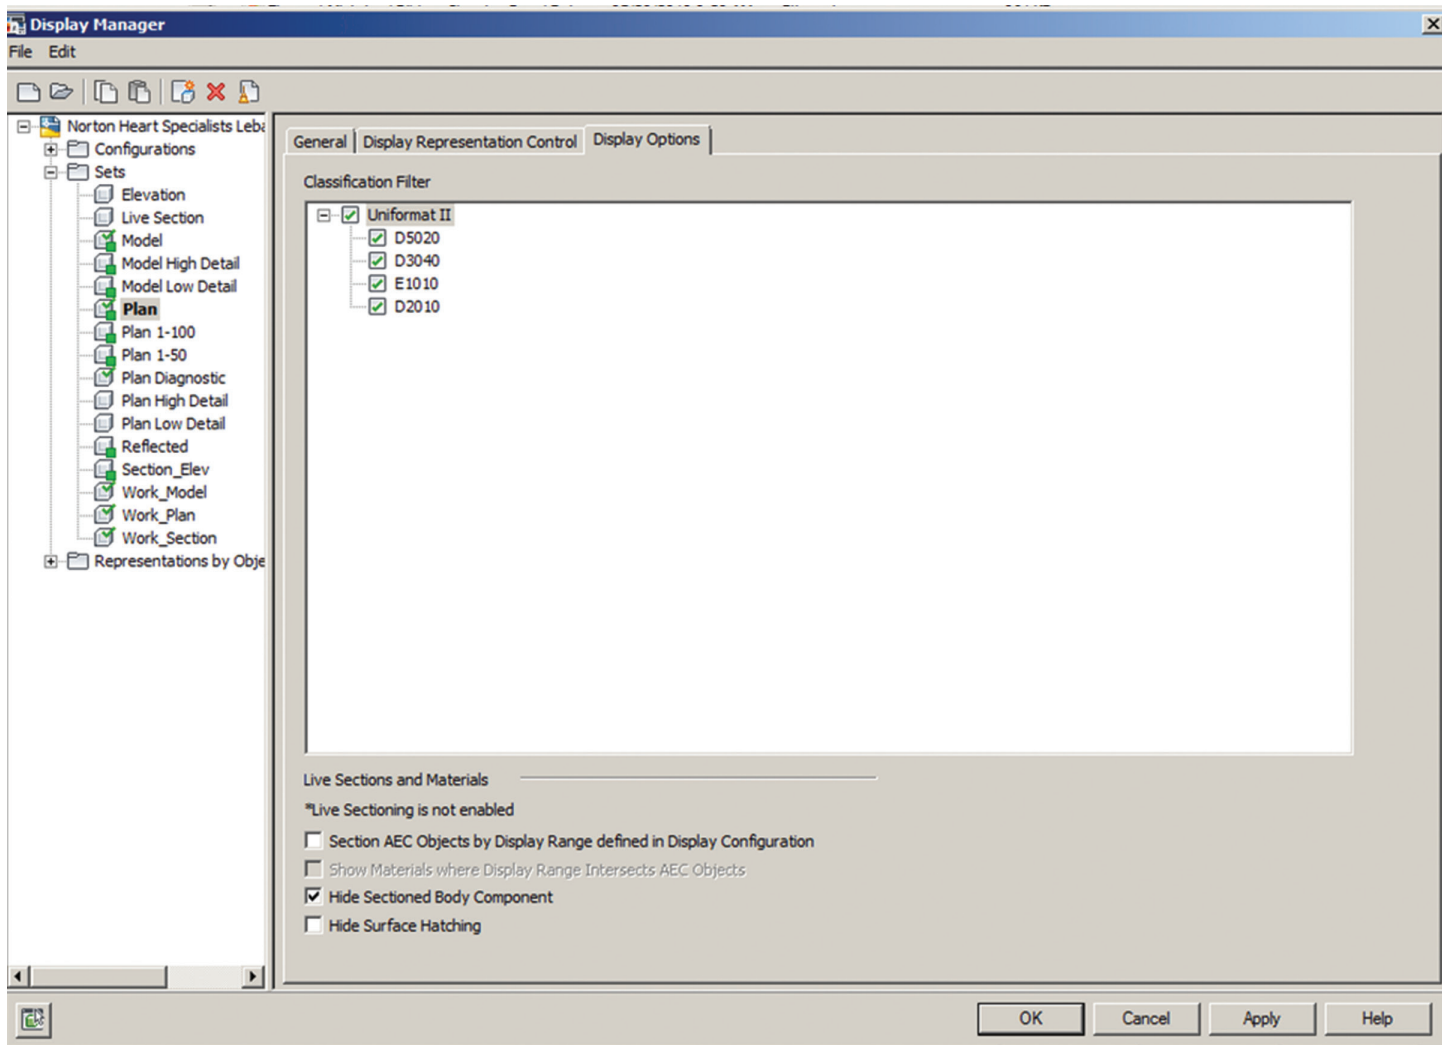 Display Manager
File Edit
Norton Heart Specialists Leba
Configurations
Sets
Elevation
Live Section
Model
Model High Detail
Model Low Detail
Plan
Plan 1-100
Plan 1-50
Plan Diagnostic
Plan High Detail
Plan Low Detail
Reflected
Section_Elev
Work_Model
Work_Plan
Work_Section
Representations by Obje
General Display Representation Control Display Options
Classification Filter
Uniformat II
D5020
D3040
E1010
D2010
Live Sections and Materials
*Live Sectioning is not enabled
Section AEC Objects by Display Range defined in Display Configuration
Show Materials where Display Range Intersects AEC Objects
Hide Sectioned Body Component
Hide Surface Hatching
OK Cancel Apply Help